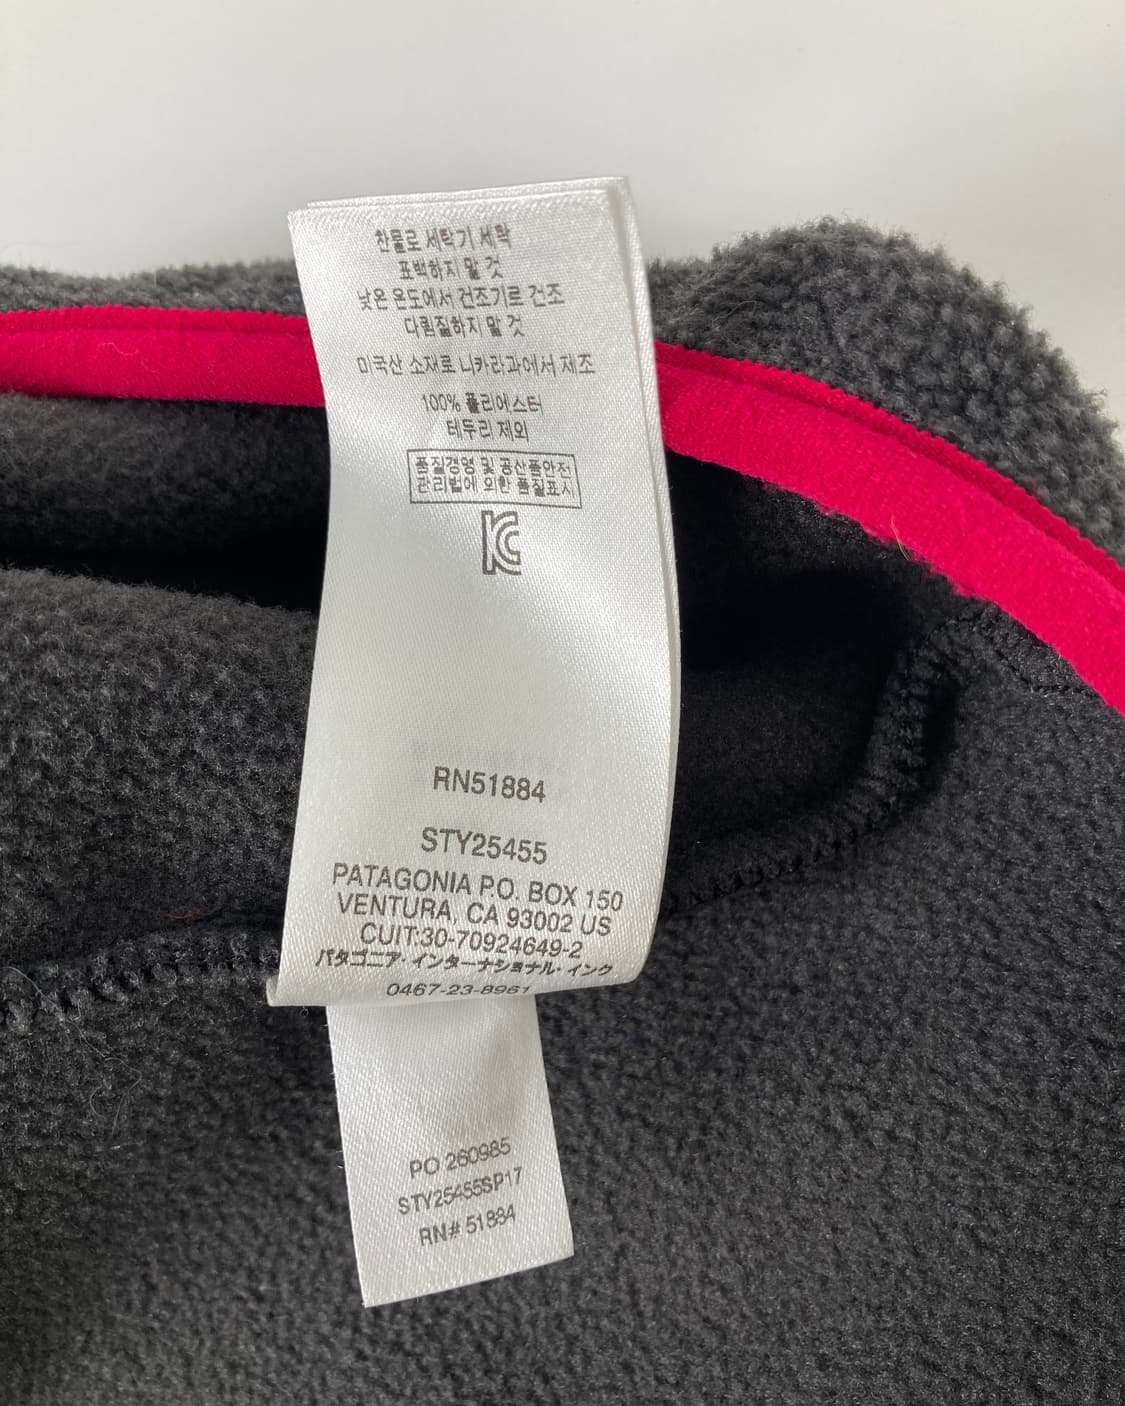 찬물로 세탁기 세탁
표백하지 말 것
낮은 온도에서 건조기로 건조
다림질하지 말 것
미국산 소재로 니카라과에서 제조
100% 폴리에스터
테두리 제외
품질경영 및 공산품안전
관리법에 의한 품질표시
KC
RN51884
STY25455
PATAGONIA P.O. BOX 150
VENTURA, CA 93002 US
CUIT:30-70924649-2
パタゴニア・インターナショナル・インク
0467-23-8961
PO 260985
STY25455SP17
RN# 51884